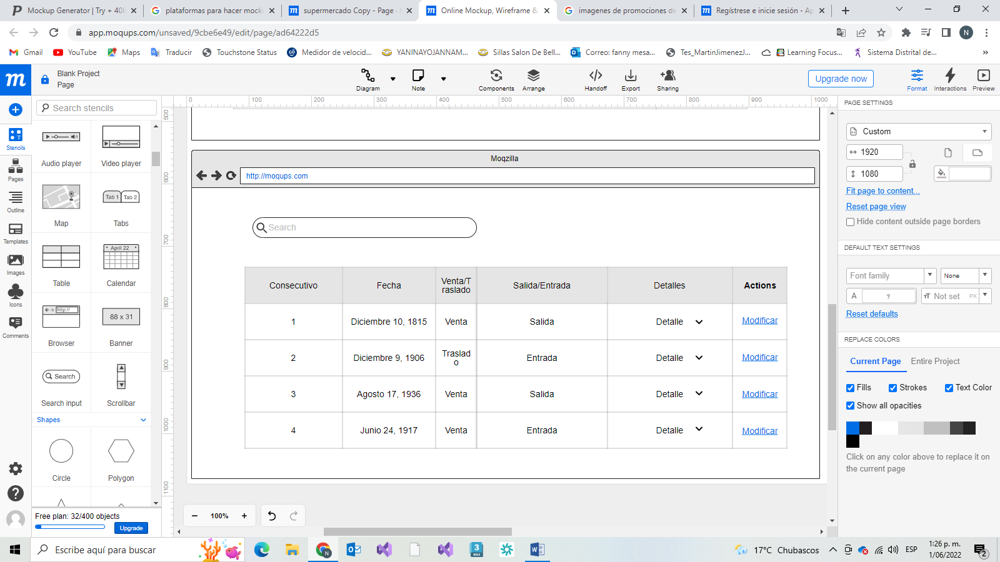 Mockup Generator | Try + 40k
plataformas para hacer mock
supermercado Copy - Page -
Online Mockup, Wireframe &
imagenes de promociones de
Regístrese e inicie sesión - Ap
app.moqups.com/unsaved/9cbe6e49/edit/page/ad64222d5
N
Gmail
YouTube
Maps
Traducir
Touchstone Status
Medidor de velocid...
YANINAYOJANNAM...
Sillas Salon De Bell...
Correo: fanny mesa...
Tes_MartinJimenezJ...
Learning Focus...
Sistema Distrital de...
»
m
Blank Project
Page
Diagram
Note
Components
Arrange
Handoff
Export
Sharing
Upgrade now
Format
Interactions
Preview
Search stencils
0 100 200 300 400 500 600 700 800 900 1000
500
600
700
800
900
1000
1100
Stencils
Pages
Outline
Templates
Images
Icons
Comments
Audio player
Video player
Map
Tab 1 Tab 2
Tabs
Table
April 22
Calendar
http://
Browser
88 x 31
Banner
Search
Search input
Scrollbar
Shapes
Circle
Polygon
Free plan: 32/400 objects
Upgrade
Moqzilla
http://moqups.com
Search
Consecutivo
Fecha
Venta/T
raslado
Salida/Entrada
Detalles
Actions
1
Diciembre 10, 1815
Venta
Salida
Detalle
Modificar
2
Diciembre 9, 1906
Traslad
o
Entrada
Detalle
Modificar
3
Agosto 17, 1936
Venta
Salida
Detalle
Modificar
4
Junio 24, 1917
Venta
Entrada
Detalle
Modificar
− 100% +
PAGE SETTINGS
Custom
1920
1080
Fit page to content...
Reset page view
Hide content outside page borders
DEFAULT TEXT SETTINGS
Font family
None
A ?
Not set PX
Reset defaults
REPLACE COLORS
Current Page
Entire Project
Fills
Strokes
Text Color
Show all opacities
Click on any color above to replace it on
the current page
Escribe aquí para buscar
17°C Chubascos
ESP
1:26 p. m.
1/06/2022
2